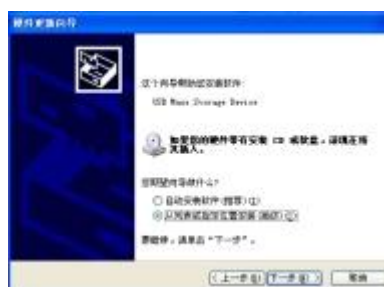 硬件更新向导
这个向导帮助您安装软件:
USB Mass Storage Device
如果您的硬件带有安装 CD 或软盘，请现在将
其插入。
您期望向导做什么?
自动安装软件(推荐)(I)
从列表或指定位置安装(高级)(S)
要继续，请单击“下一步”。
<上一步(B)
下一步(N)>
取消